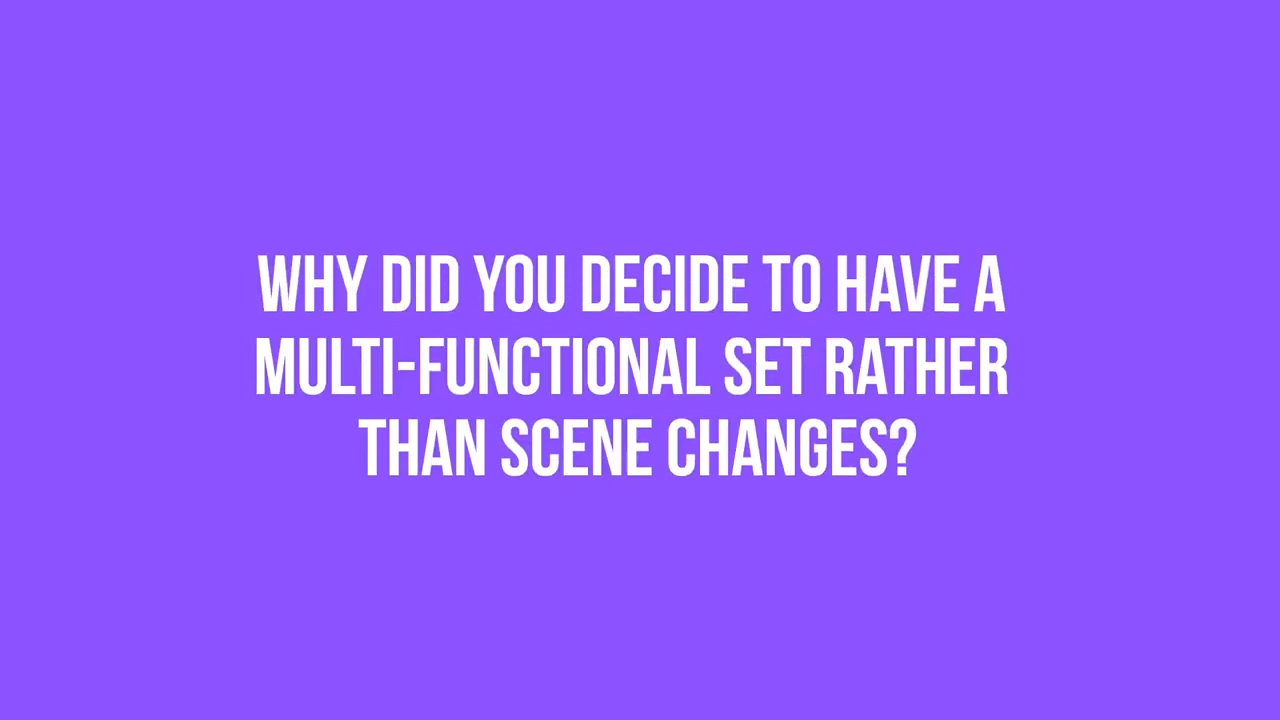 WHY DID YOU DECIDE TO HAVE A
MULTI-FUNCTIONAL SET RATHER
THAN SCENE CHANGES?